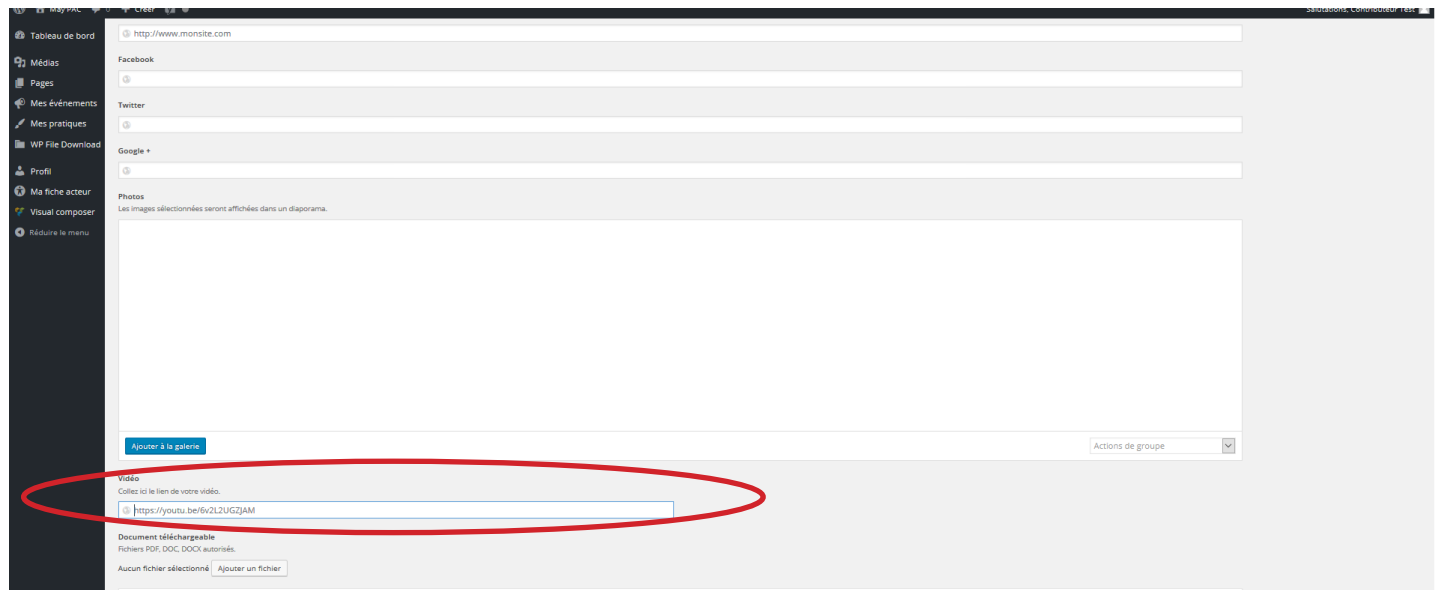 May PAC 0 Créer
Salutations, Contributeur Test
Tableau de bord
Médias
Pages
Mes événements
Mes pratiques
WP File Download
Profil
Ma fiche acteur
Visual composer
Réduire le menu
http://www.monsite.com
Facebook
Twitter
Google +
Photos
Les images sélectionnées seront affichées dans un diaporama.
Ajouter à la galerie
Actions de groupe
Vidéo
Collez ici le lien de votre vidéo.
https://youtu.be/6v2L2UGZJAM
Document téléchargeable
Fichiers PDF, DOC, DOCX autorisés.
Aucun fichier sélectionné Ajouter un fichier